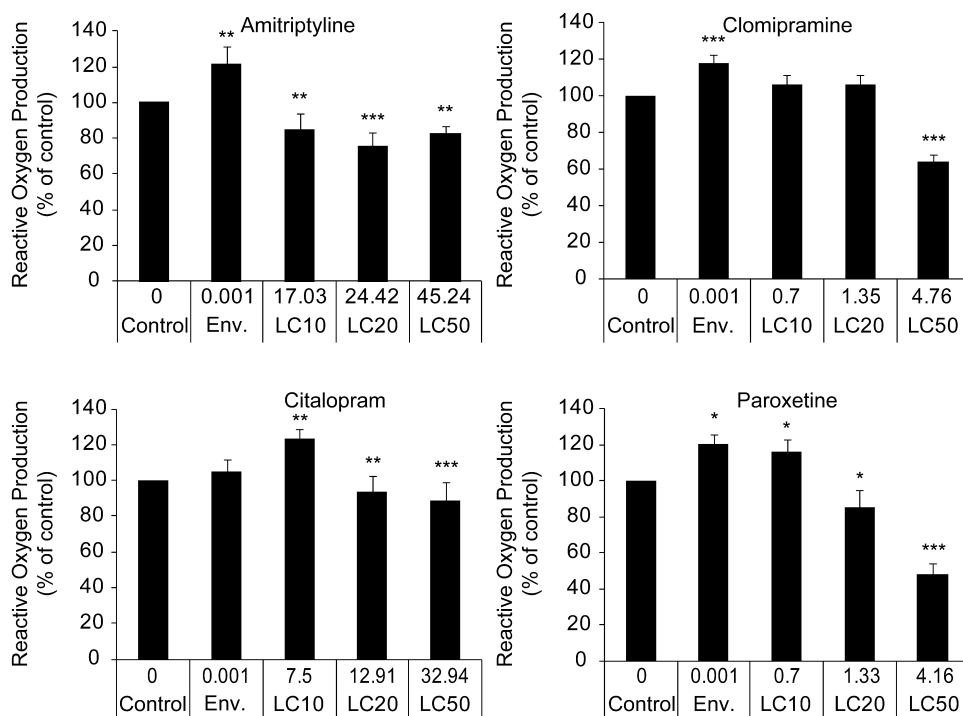 Amitriptyline
Reactive Oxygen Production
(% of control)
140
120
100
80
60
40
20
0
** ** *** **
0 0.001 17.03 24.42 45.24
Control Env. LC10 LC20 LC50
Clomipramine
Reactive Oxygen Production
(% of control)
140
120
100
80
60
40
20
0
*** ***
0 0.001 0.7 1.35 4.76
Control Env. LC10 LC20 LC50
Citalopram
Reactive Oxygen Production
(% of control)
140
120
100
80
60
40
20
0
** ** ***
0 0.001 7.5 12.91 32.94
Control Env. LC10 LC20 LC50
Paroxetine
Reactive Oxygen Production
(% of control)
140
120
100
80
60
40
20
0
* * * ***
0 0.001 0.7 1.33 4.16
Control Env. LC10 LC20 LC50